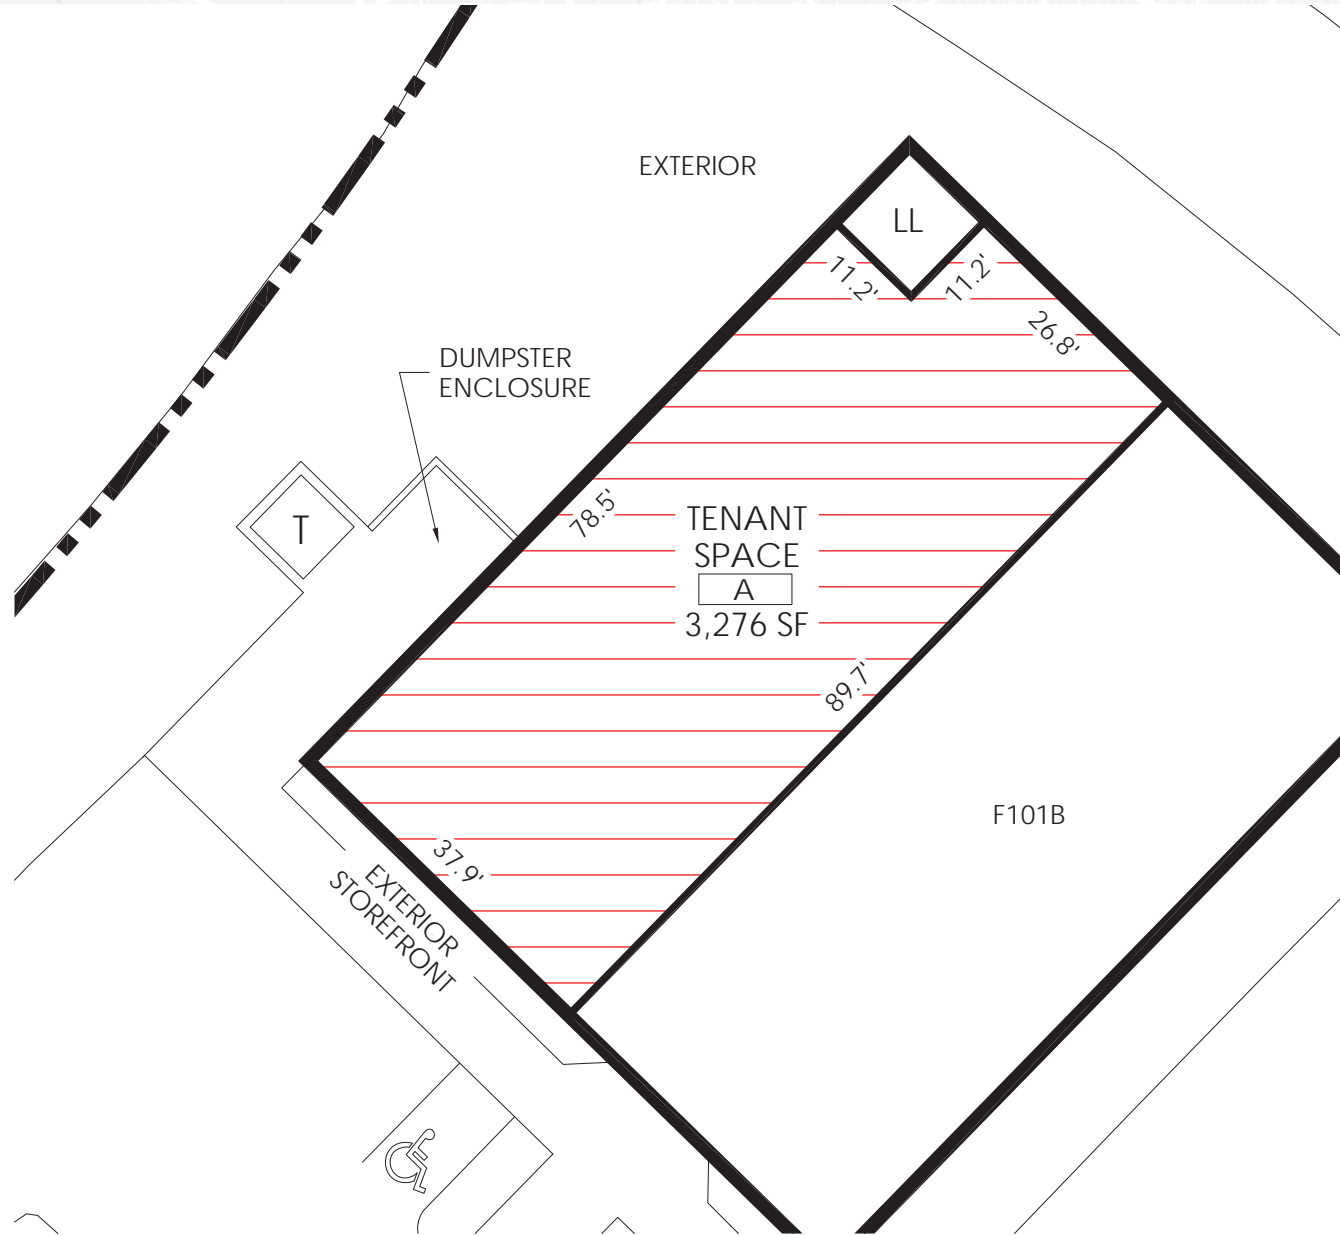 EXTERIOR
LL
11.2'
11.2'
26.8'
DUMPSTER
ENCLOSURE
T
78.5'
TENANT
SPACE
A
3,276 SF
89.7'
F101B
37.9'
EXTERIOR
STOREFRONT